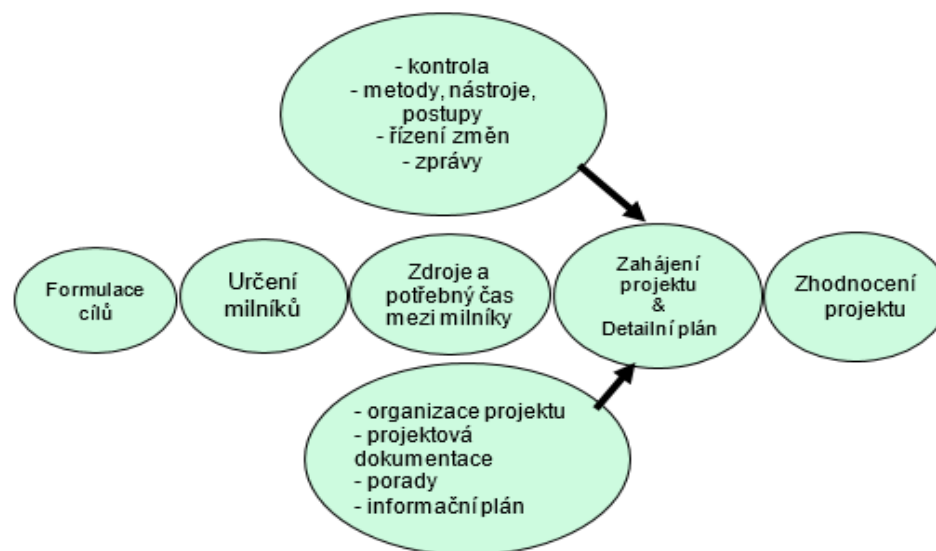 - kontrola
- metody, nástroje,
postupy
- řízení změn
- zprávy
Formulace
cílů
Určení
milníků
Zdroje a
potřebný čas
mezi milníky
Zahájení
projektu
&
Detailní plán
Zhodnocení
projektu
- organizace projektu
- projektová
dokumentace
- porady
- informační plán